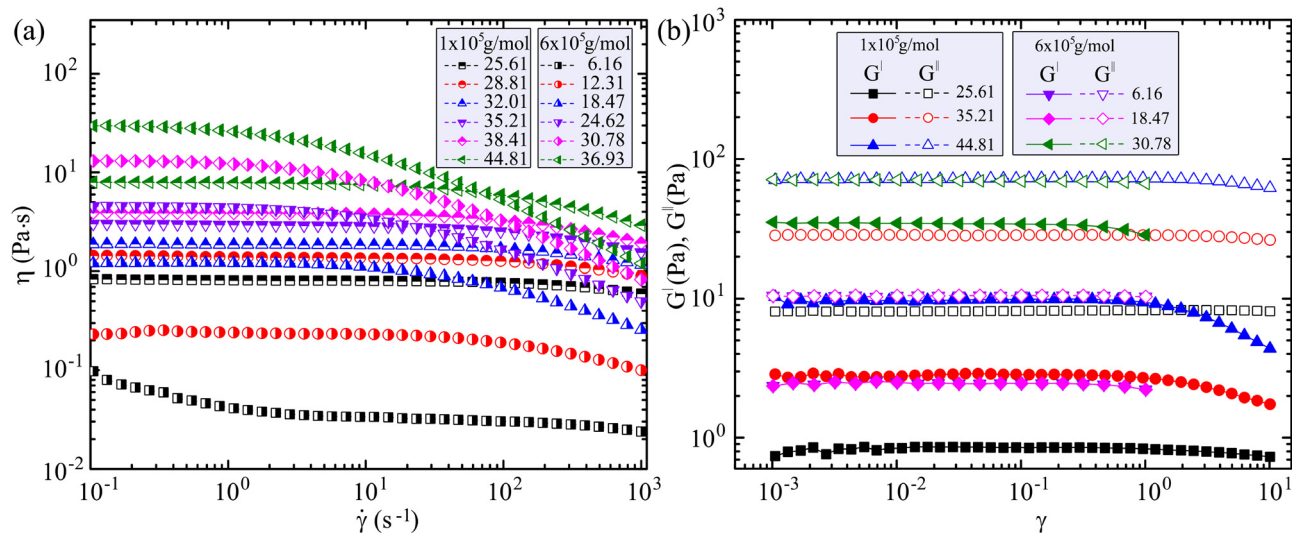 (a)
10²
10¹
10⁰
10⁻¹
10⁻²
η (Pa·s)
1x10⁵g/mol 6x10⁵g/mol
25.61 6.16
28.81 12.31
32.01 18.47
35.21 24.62
38.41 30.78
44.81 36.93
10⁻¹ 10⁰ 10¹ 10² 10³
γ̇ (s⁻¹)
(b)
10³
10²
10¹
10⁰
G|(Pa), G||(Pa)
1x10⁵g/mol 6x10⁵g/mol
G| G|| G| G||
25.61 6.16
35.21 18.47
44.81 30.78
10⁻³ 10⁻² 10⁻¹ 10⁰ 10¹
γ